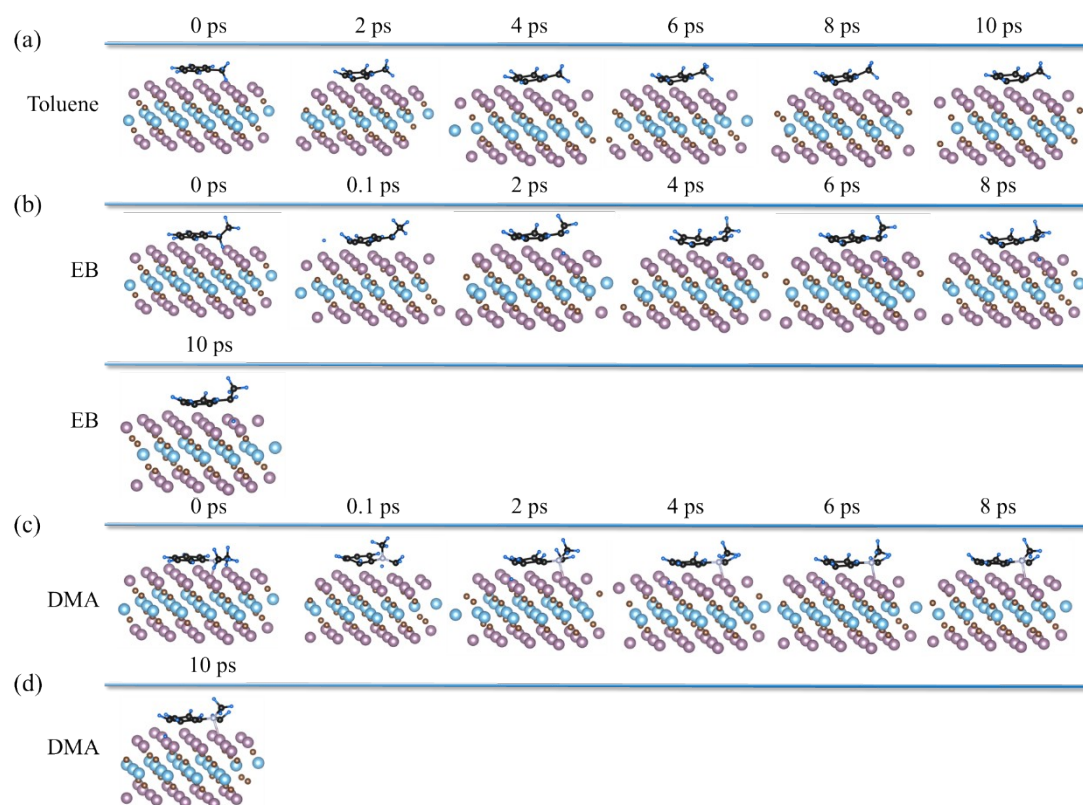 (a) 0 ps 2 ps 4 ps 6 ps 8 ps 10 ps
Toluene
(b) 0 ps 0.1 ps 2 ps 4 ps 6 ps 8 ps
EB
10 ps
EB
(c) 0 ps 0.1 ps 2 ps 4 ps 6 ps 8 ps
DMA
(d) 10 ps
DMA